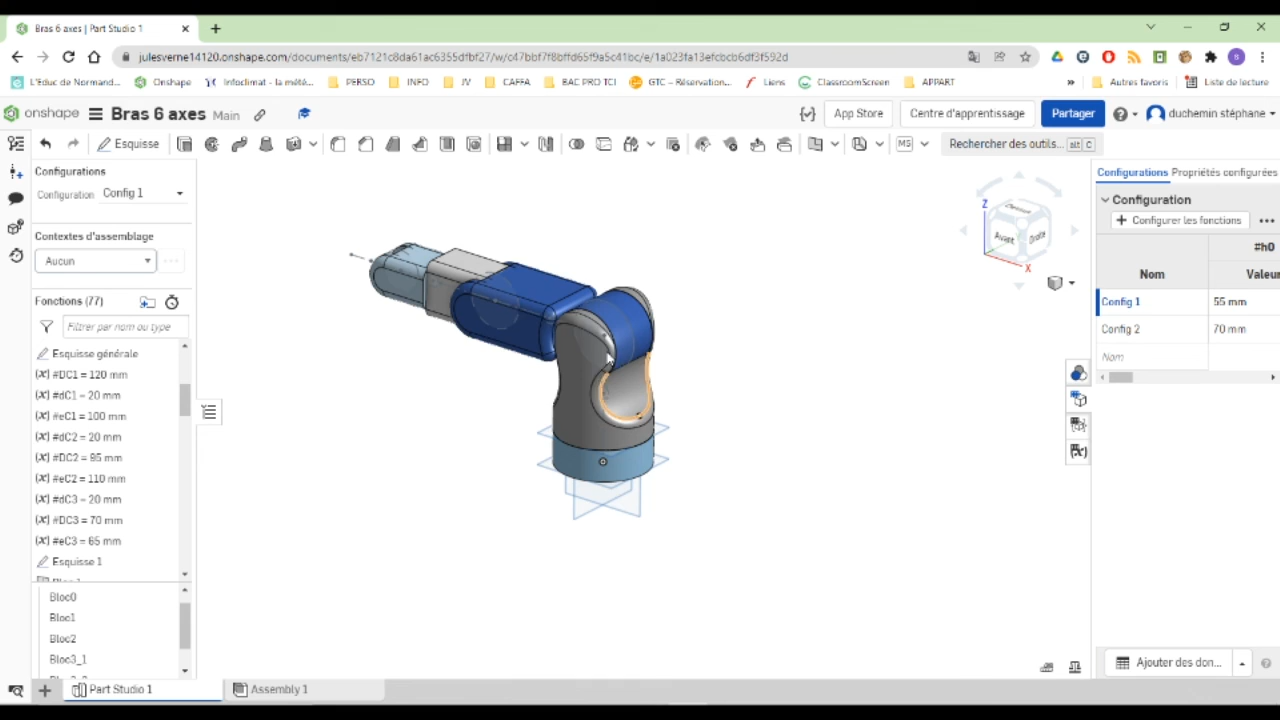 Bras 6 axes | Part Studio 1
julesverne14120.onshape.com/documents/eb7121c8da61ac6355dfbf27/w/c47bbf7f8bffd65f9a5c41bc/e/1a023fa13efcbcb6df3f592d
L'Éduc de Normand... Onshape Infoclimat - la mété... PERSO INFO JV CAFFA BAC PRO TCI GTC – Réservation... Liens ClassroomScreen APPART » Autres favoris Liste de lecture
onshape Bras 6 axes Main App Store Centre d'apprentissage Partager duchemin stéphane
Esquisse MS Rechercher des outils... alt C
Configurations
Configuration Config 1
Contextes d'assemblage
Aucun
Fonctions (77)
Filtrer par nom ou type
Esquisse générale
(x) #DC1 = 120 mm
(x) #dC1 = 20 mm
(x) #eC1 = 100 mm
(x) #dC2 = 20 mm
(x) #DC2 = 95 mm
(x) #eC2 = 110 mm
(x) #dC3 = 20 mm
(x) #DC3 = 70 mm
(x) #eC3 = 65 mm
Esquisse 1
Bloc0
Bloc1
Bloc2
Bloc3_1
Z
Avant Droite
X
Configurations Propriétés configurées
Configuration
+ Configurer les fonctions
#h0
Nom Valeur
Config 1 55 mm
Config 2 70 mm
Nom
Ajouter des don...
Part Studio 1 Assembly 1